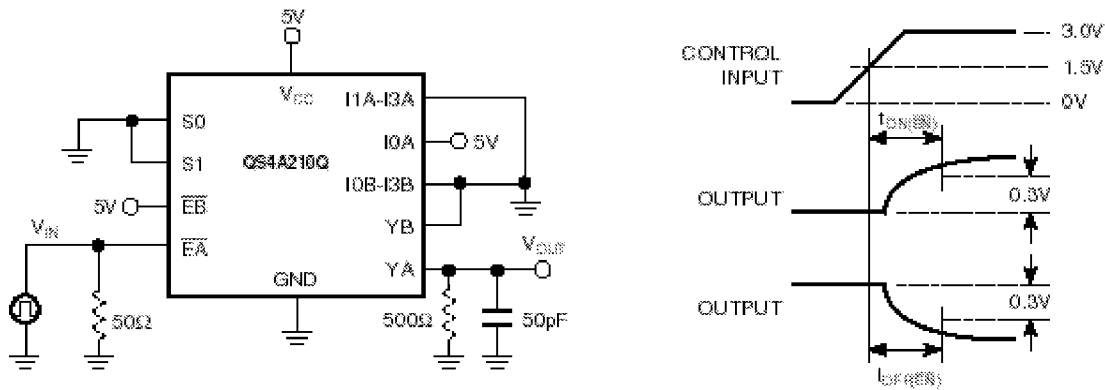 5V
VCC
S0
S1
EB
EA
QS4A210Q
GND
I1A-I3A
I0A
5V
I0B-I3B
YB
YA
5V
VIN
50Ω
VOUT
500Ω
50pF
CONTROL
INPUT
3.0V
1.5V
0V
tON(EN)
OUTPUT
0.3V
OUTPUT
0.3V
tOFF(EN)